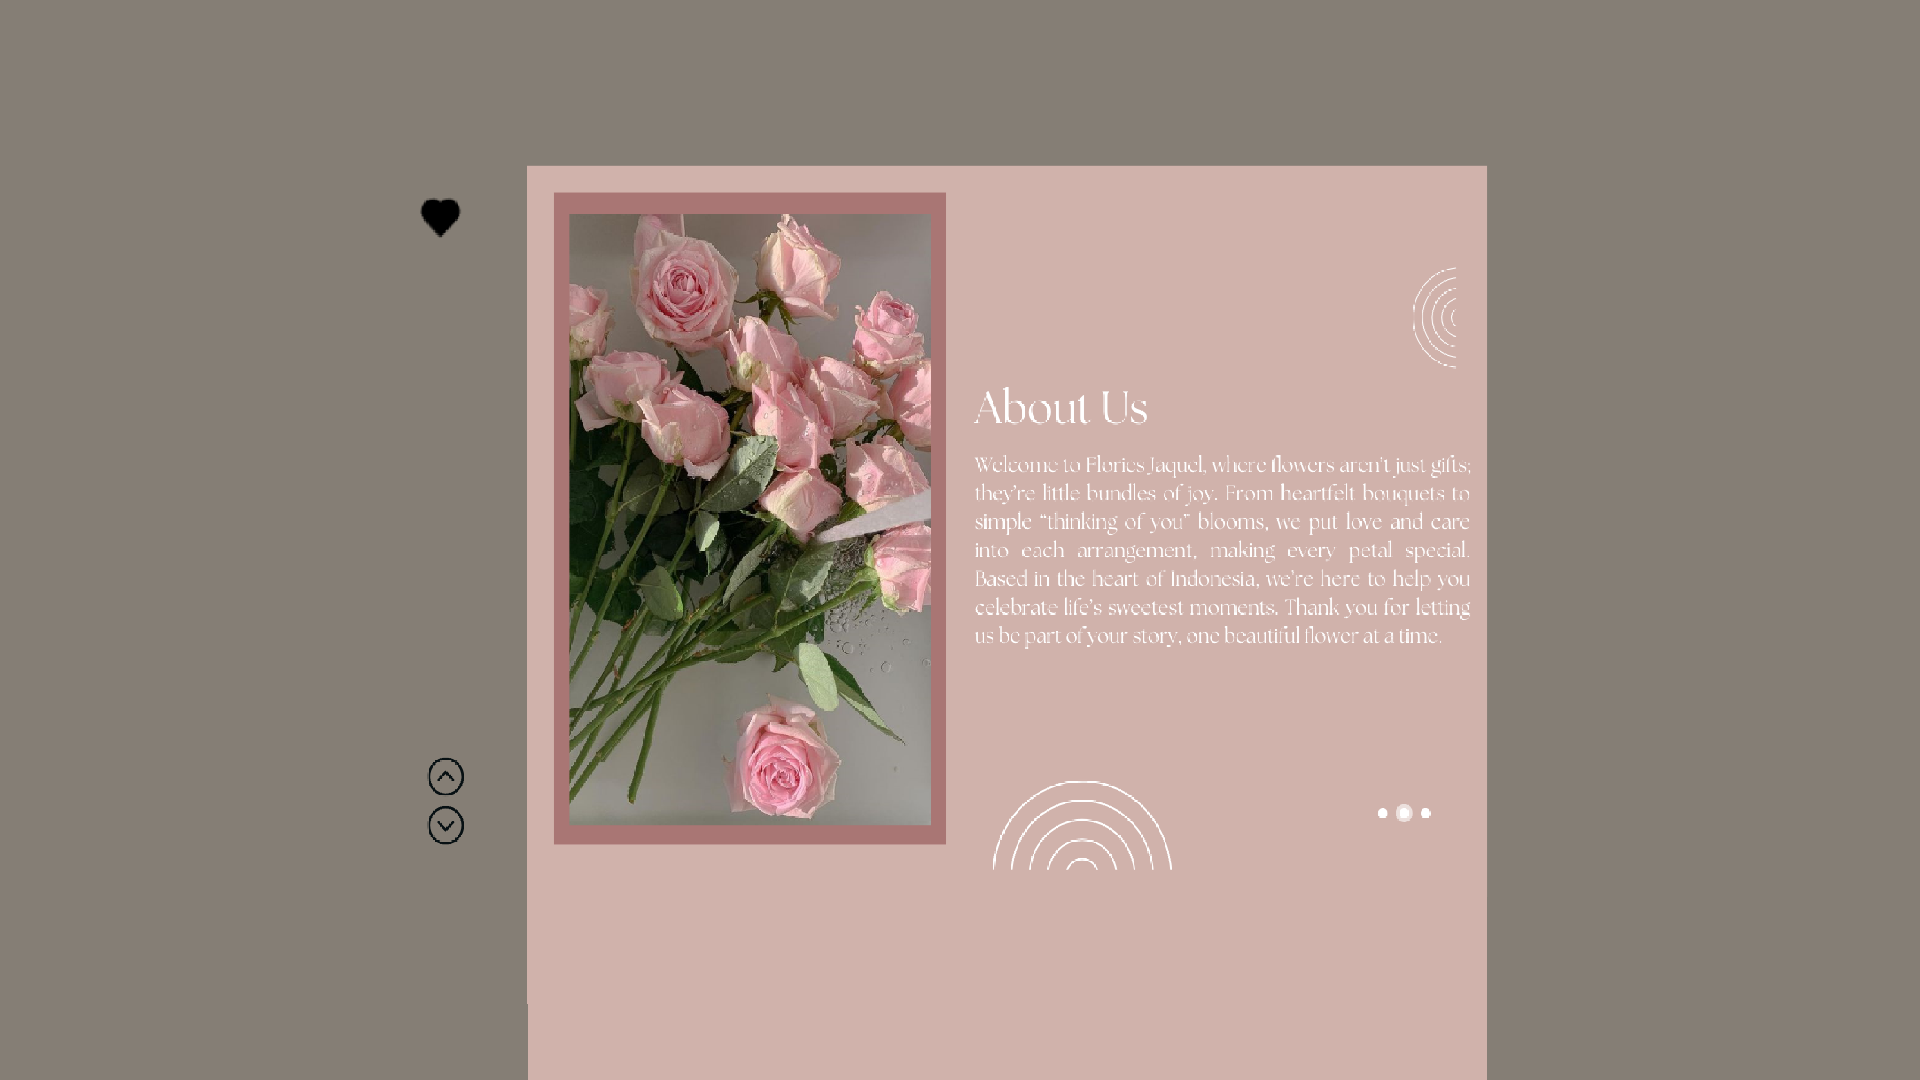 About Us
Welcome to Flories Jaquel, where flowers aren't just gifts;
they're little bundles of joy. From heartfelt bouquets to
simple “thinking of you” blooms, we put love and care
into each arrangement, making every petal special.
Based in the heart of Indonesia, we're here to help you
celebrate life's sweetest moments. Thank you for letting
us be part of your story, one beautiful flower at a time.